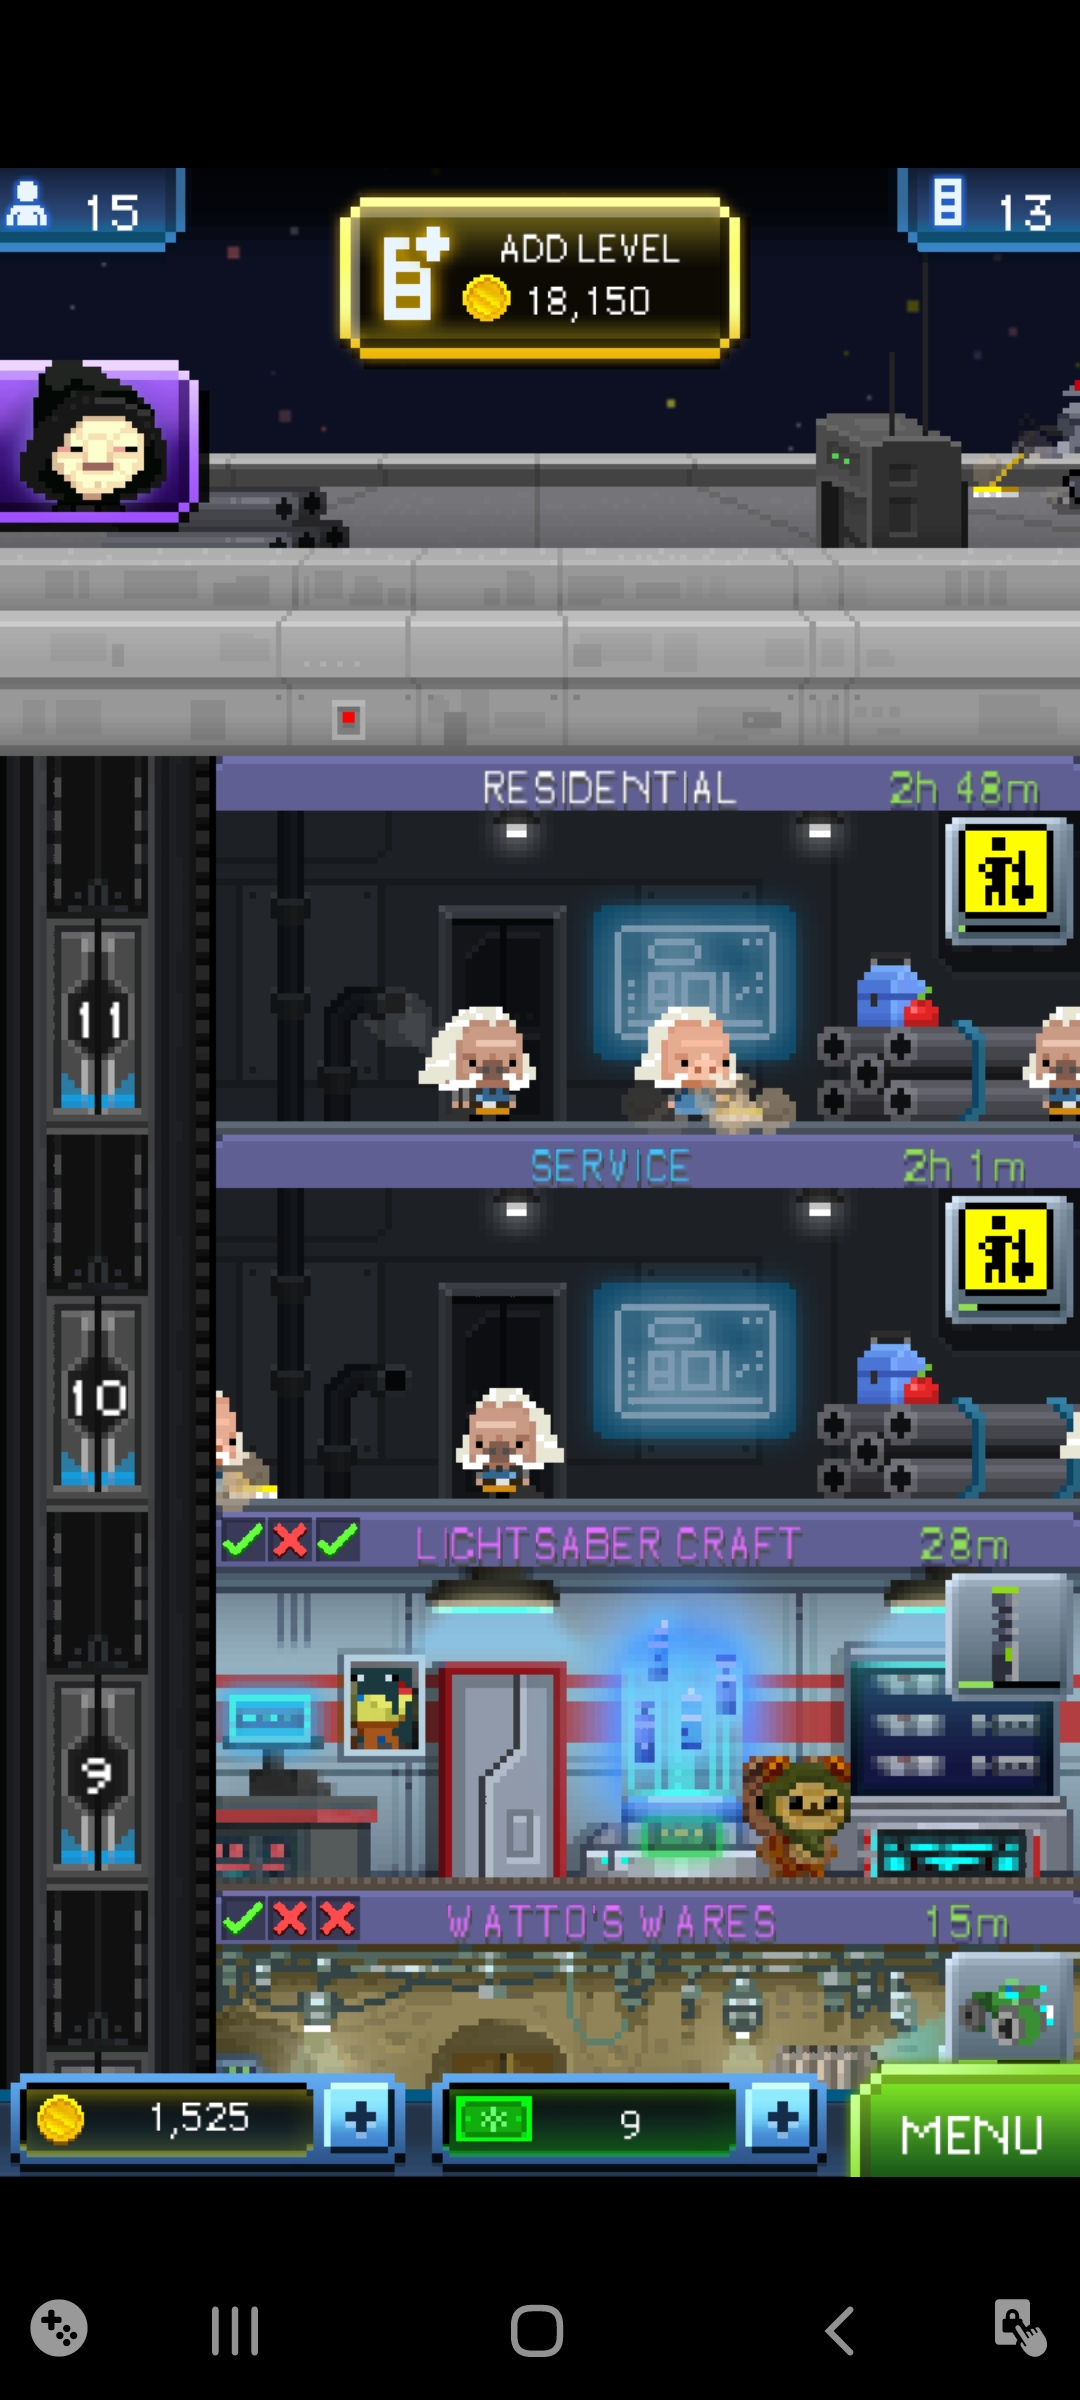 15
ADD LEVEL
18,150
13
RESIDENTIAL 2h 48m
11
SERVICE 2h 1m
10
LIGHTSABER CRAFT 28m
9
WATTO'S WARES 15m
1,525
9
MENU